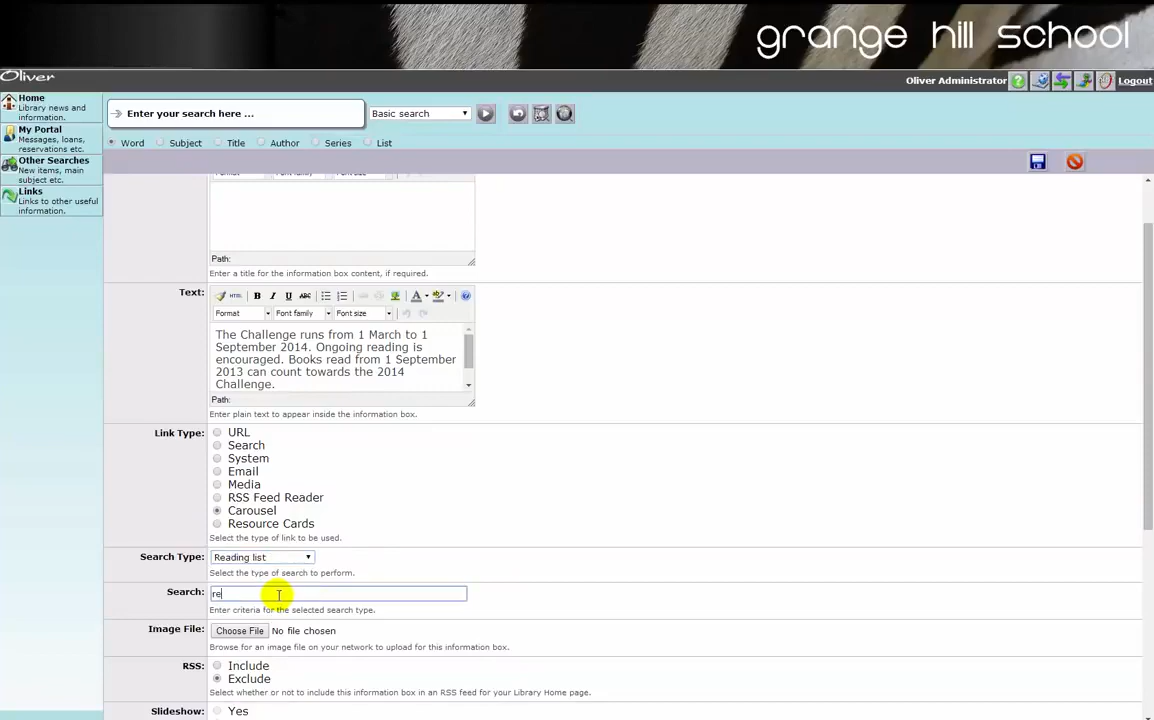 grange hill school
Oliver
Oliver Administrator
Logout
Home
Library news and
information.
My Portal
Messages, loans,
reservations etc.
Other Searches
New items, main
subject etc.
Links
Links to other useful
information.
Enter your search here ...
Basic search
Word Subject Title Author Series List
Format Font family Font size
Path:
Enter a title for the information box content, if required.
Text:
HTML B I U ABC A ab
Format Font family Font size
The Challenge runs from 1 March to 1
September 2014. Ongoing reading is
encouraged. Books read from 1 September
2013 can count towards the 2014
Challenge.
Path:
Enter plain text to appear inside the information box.
Link Type:
URL
Search
System
Email
Media
RSS Feed Reader
Carousel
Resource Cards
Select the type of link to be used.
Search Type:
Reading list
Select the type of search to perform.
Search:
re
Enter criteria for the selected search type.
Image File:
Choose File No file chosen
Browse for an image file on your network to upload for this information box.
RSS:
Include
Exclude
Select whether or not to include this information box in an RSS feed for your Library Home page.
Slideshow:
Yes